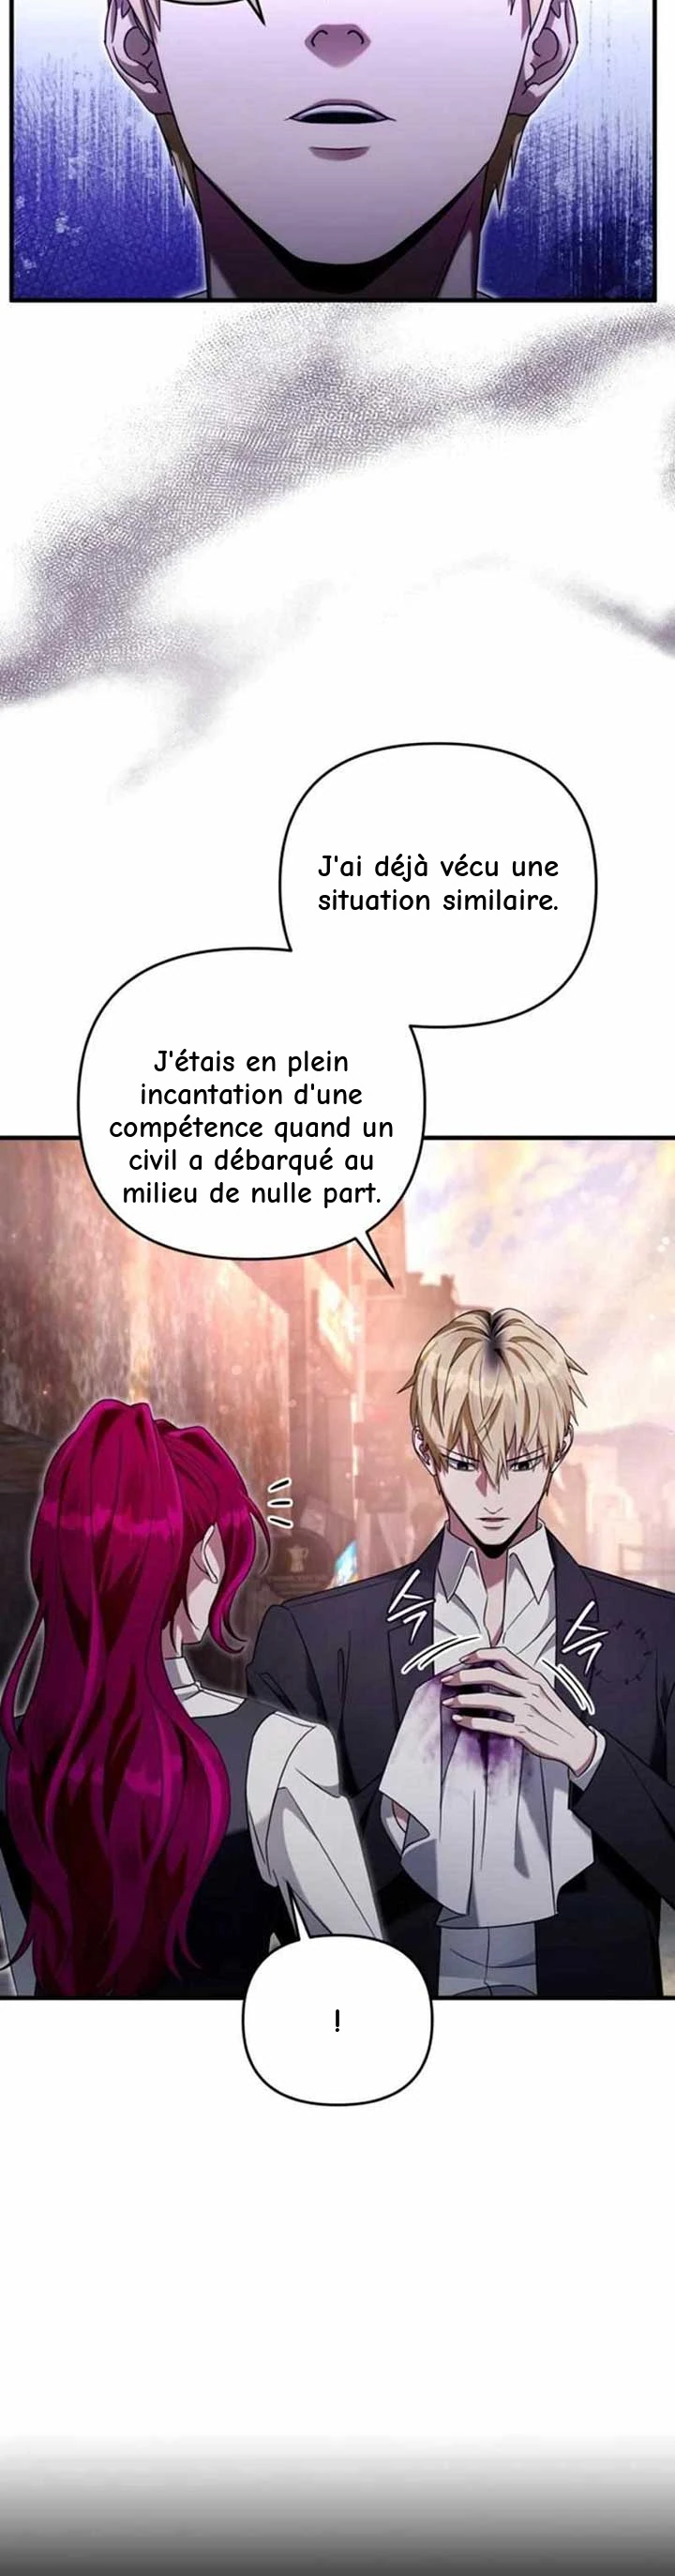 J'ai déjà vécu une
situation similaire.
J'étais en plein
incantation d'une
compétence quand un
civil a débarqué au
milieu de nulle part.
!